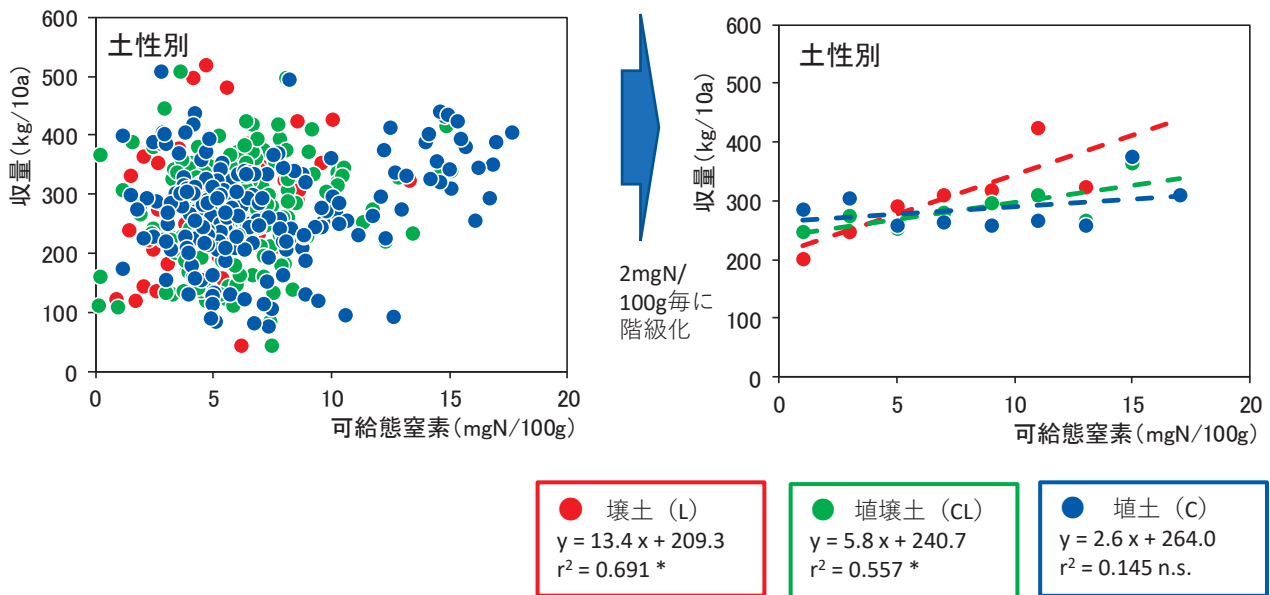 土性別
収量(kg/10a)
600
500
400
300
200
100
0
0 5 10 15 20
可給態窒素(mgN/100g)
2mgN/
100g毎に
階級化
土性別
収量(kg/10a)
600
500
400
300
200
100
0
0 5 10 15 20
可給態窒素(mgN/100g)
壌土（L）
y = 13.4 x + 209.3
r² = 0.691 *
埴壌土（CL）
y = 5.8 x + 240.7
r² = 0.557 *
埴土（C）
y = 2.6 x + 264.0
r² = 0.145 n.s.